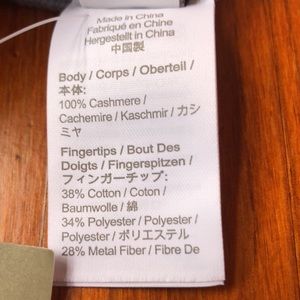 Made in China
Fabriqué en Chine
Hergestellt in China
中国製
Body / Corps / Oberteil /
本体:
100% Cashmere /
Cachemire / Kaschmir / カシ
ミヤ
Fingertips / Bout Des
Doigts / Fingerspitzen /
フィンガーチップ:
38% Cotton / Coton /
Baumwolle / 綿
34% Polyester / Polyester /
Polyester / ポリエステル
28% Metal Fiber / Fibre De